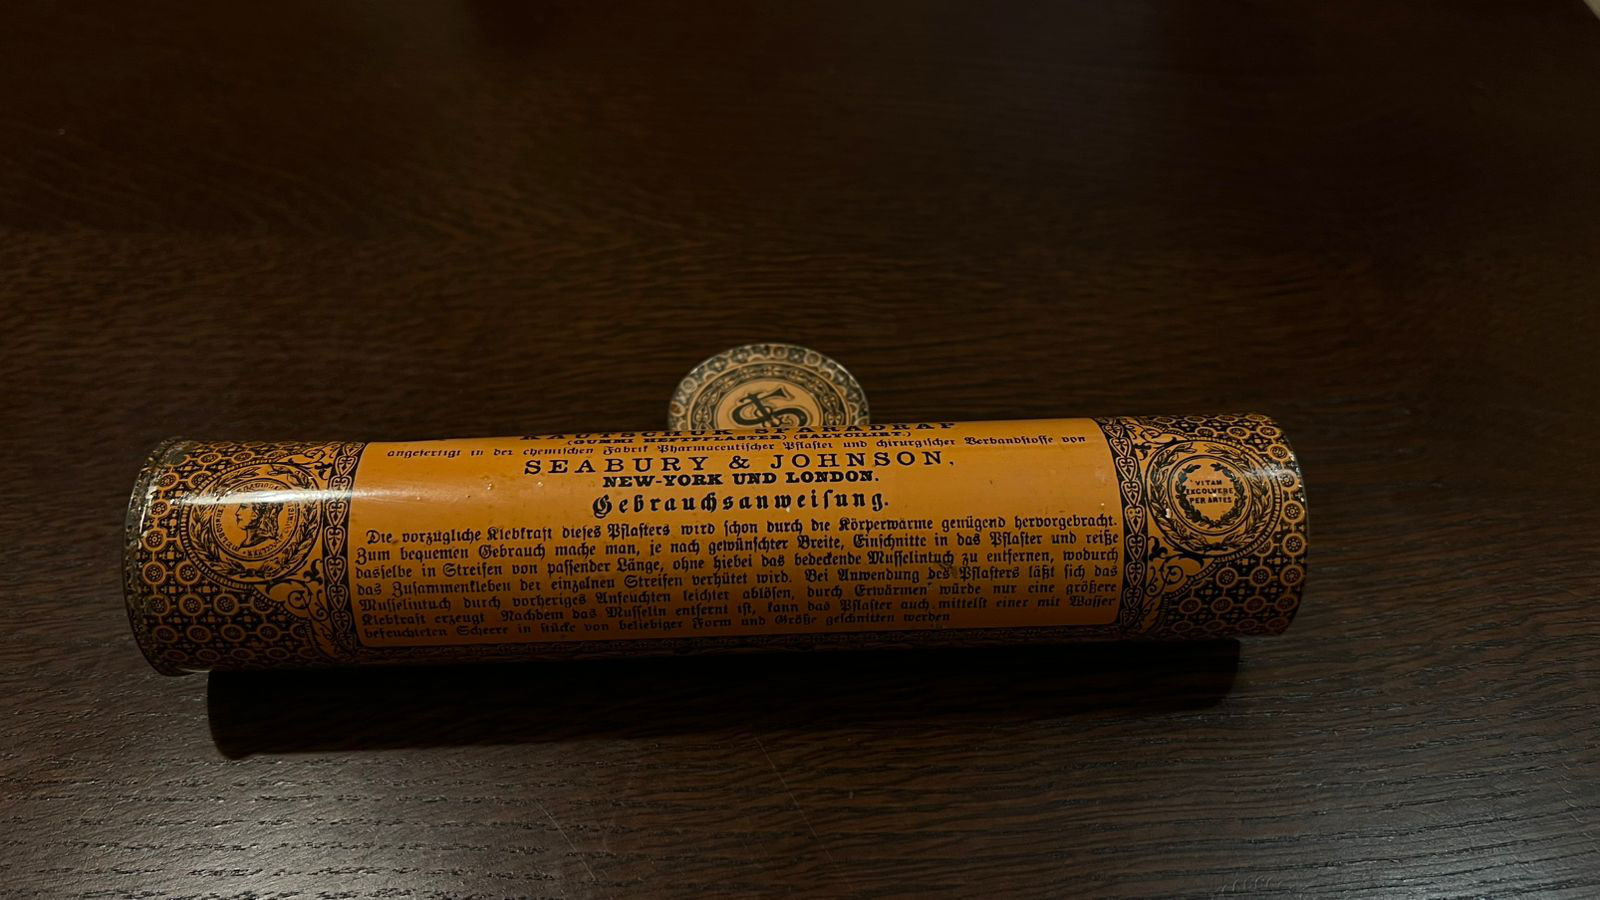 KAUTSCHUK SPARADRAP
(GUMMI HEFTPFLASTER) (SALYCILIST.)
angefertigt in der chemischen Fabrik Pharmaceutischer Pflaster und chirurgischer Verbandstoffe von
SEABURY & JOHNSON,
NEW-YORK UND LONDON.
Gebrauchsanweisung.
Die vorzügliche Klebkraft dieses Pflasters wird schon durch die Körperwärme genügend hervorgebracht.
Zum bequemen Gebrauch mache man, je nach gewünschter Breite, Einschnitte in das Pflaster und reiße
dasselbe in Streifen von passender Länge, ohne hiebei das bedeckende Musselintuch zu entfernen, wodurch
das Zusammenkleben der einzelnen Streifen verhütet wird. Bei Anwendung des Pflasters läßt sich das
Musselintuch durch vorheriges Anfeuchten leichter ablösen, durch Erwärmen würde nur eine größere
Klebkraft erzeugt Nachdem das Musselin entfernt ist, kann das Pflaster auch mittelst einer mit Wasser
befeuchteten Scheere in stücke von beliebiger Form und Größe geschnitten werden
VITAM
EXCOLVERE
PER ARTES